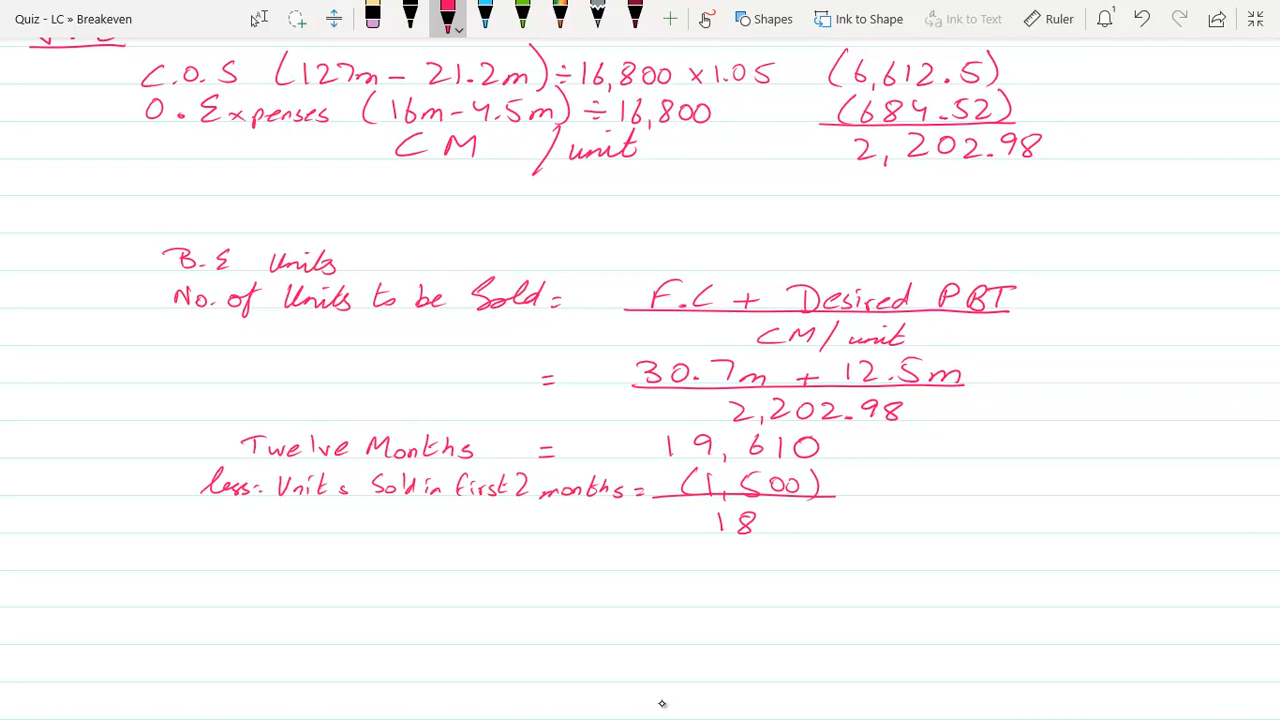 Quiz - LC » Breakeven
Shapes
Ink to Shape
Ink to Text
Ruler
C.O.S (127m - 21.2m) ÷ 16,800 × 1.05 (6,612.5)
O. Expenses (16m - 4.5m) ÷ 16,800 (684.52)
CM / unit 2,202.98
B.E Units
No. of Units to be Sold = F.C + Desired PBT
CM / unit
= 30.7m + 12.5m
2,202.98
Twelve Months = 19,610
less:- Units Sold in first 2 months = (1,500)
18